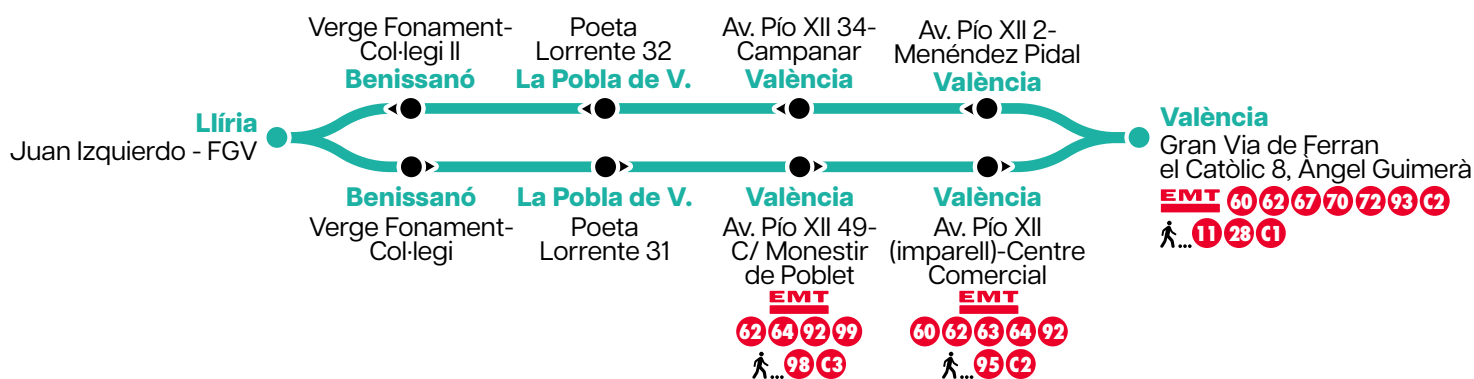 Verge Fonament-
Col·legi II
Benissanó
Poeta
Lorrente 32
La Pobla de V.
Av. Pío XII 34-
Campanar
València
Av. Pío XII 2-
Menéndez Pidal
València
Llíria
Juan Izquierdo - FGV
València
Gran Via de Ferran
el Catòlic 8, Àngel Guimerà
EMT 60 62 67 70 72 93 C2
... 11 28 C1
Benissanó
Verge Fonament-
Col·legi
La Pobla de V.
Poeta
Lorrente 31
València
Av. Pío XII 49-
C/ Monestir
de Poblet
EMT
62 64 92 99
... 98 C3
València
Av. Pío XII
(imparell)-Centre
Comercial
EMT
60 62 63 64 92
... 95 C2